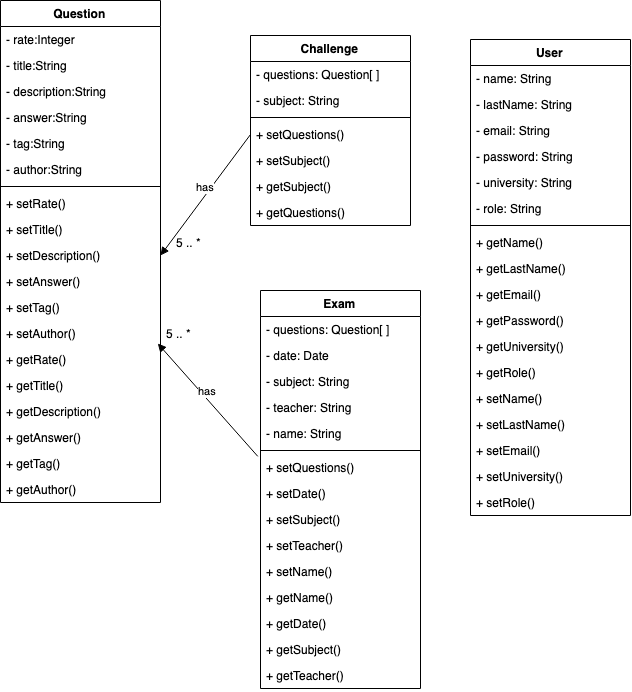 Question
- rate:Integer
- title:String
- description:String
- answer:String
- tag:String
- author:String
+ setRate()
+ setTitle()
+ setDescription()
+ setAnswer()
+ setTag()
+ setAuthor()
+ getRate()
+ getTitle()
+ getDescription()
+ getAnswer()
+ getTag()
+ getAuthor()
has
5 .. *
5 .. *
has
Challenge
- questions: Question[ ]
- subject: String
+ setQuestions()
+ setSubject()
+ getSubject()
+ getQuestions()
Exam
- questions: Question[ ]
- date: Date
- subject: String
- teacher: String
- name: String
+ setQuestions()
+ setDate()
+ setSubject()
+ setTeacher()
+ setName()
+ getName()
+ getDate()
+ getSubject()
+ getTeacher()
User
- name: String
- lastName: String
- email: String
- password: String
- university: String
- role: String
+ getName()
+ getLastName()
+ getEmail()
+ getPassword()
+ getUniversity()
+ getRole()
+ setName()
+ setLastName()
+ setEmail()
+ setUniversity()
+ setRole()